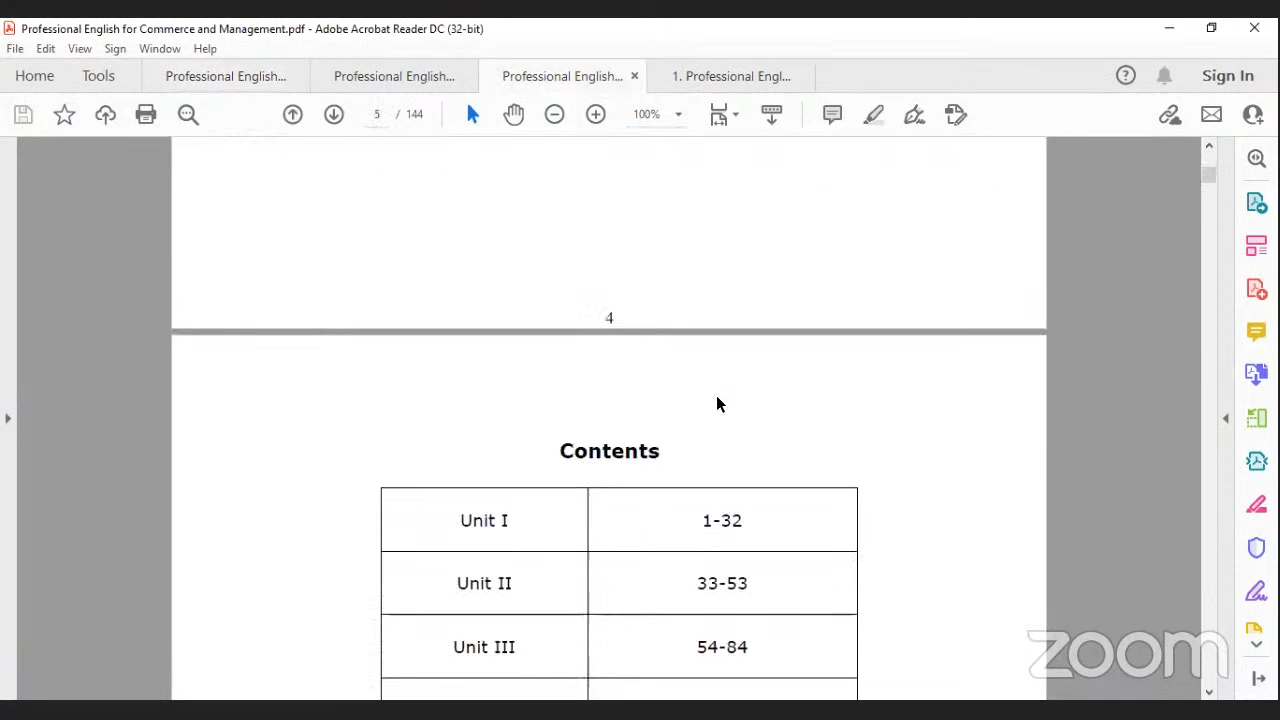 Professional English for Commerce and Management.pdf - Adobe Acrobat Reader DC (32-bit)
File Edit View Sign Window Help
Home Tools Professional English... Professional English... Professional English... × 1. Professional Engl... Sign In
5 / 144 100%
4
Contents
Unit I 1-32
Unit II 33-53
Unit III 54-84
zoom